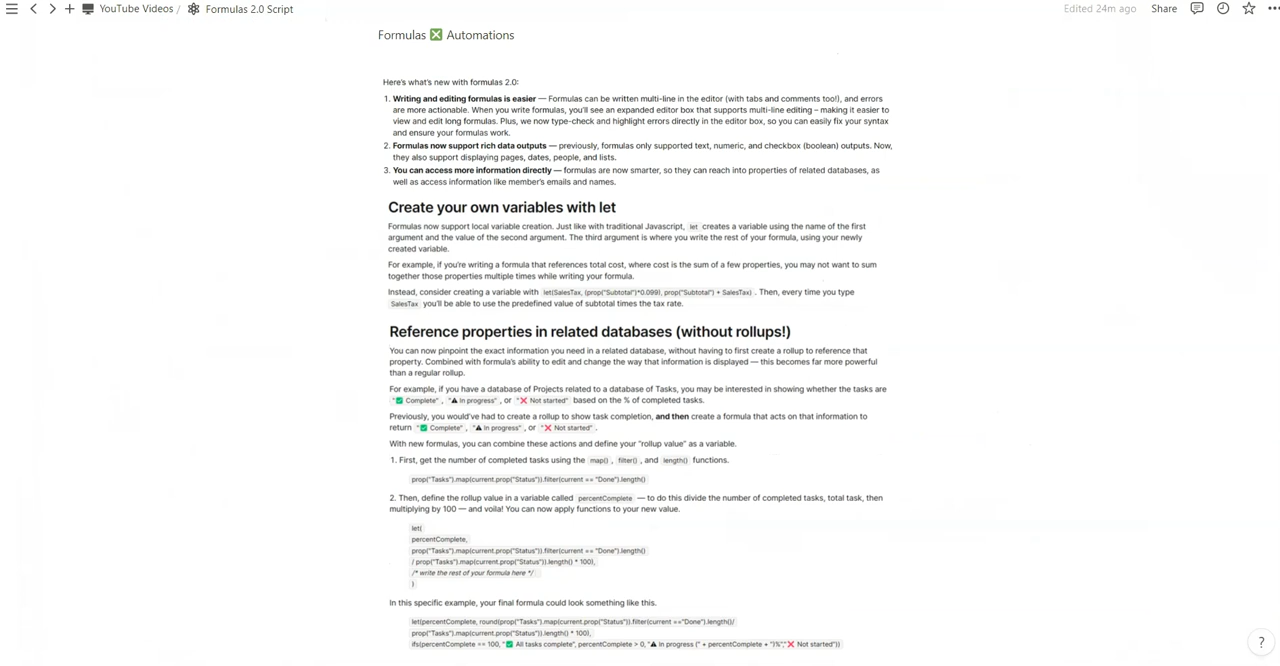 YouTube Videos / Formulas 2.0 Script
Edited 24m ago Share
Formulas ❎ Automations
Here's what's new with formulas 2.0:
1. Writing and editing formulas is easier — Formulas can be written multi-line in the editor (with tabs and comments too!), and errors
are more actionable. When you write formulas, you'll see an expanded editor box that supports multi-line editing – making it easier to
view and edit long formulas. Plus, we now type-check and highlight errors directly in the editor box, so you can easily fix your syntax
and ensure your formulas work.
2. Formulas now support rich data outputs — previously, formulas only supported text, numeric, and checkbox (boolean) outputs. Now,
they also support displaying pages, dates, people, and lists.
3. You can access more information directly — formulas are now smarter, so they can reach into properties of related databases, as
well as access information like member's emails and names.
Create your own variables with let
Formulas now support local variable creation. Just like with traditional Javascript, let creates a variable using the name of the first
argument and the value of the second argument. The third argument is where you write the rest of your formula, using your newly
created variable.
For example, if you're writing a formula that references total cost, where cost is the sum of a few properties, you may not want to sum
together those properties multiple times while writing your formula.
Instead, consider creating a variable with let(SalesTax, (prop("Subtotal")*0.099), prop("Subtotal") + SalesTax) . Then, every time you type
SalesTax you'll be able to use the predefined value of subtotal times the tax rate.
Reference properties in related databases (without rollups!)
You can now pinpoint the exact information you need in a related database, without having to first create a rollup to reference that
property. Combined with formula's ability to edit and change the way that information is displayed — this becomes far more powerful
than a regular rollup.
For example, if you have a database of Projects related to a database of Tasks, you may be interested in showing whether the tasks are
"✅ Complete" , "⚠ In progress" , or "❌ Not started" based on the % of completed tasks.
Previously, you would've had to create a rollup to show task completion, and then create a formula that acts on that information to
return "✅ Complete" , "⚠ In progress" , or "❌ Not started" .
With new formulas, you can combine these actions and define your "rollup value" as a variable.
1. First, get the number of completed tasks using the map() , filter() , and length() functions.
prop("Tasks").map(current.prop("Status")).filter(current == "Done").length()
2. Then, define the rollup value in a variable called percentComplete — to do this divide the number of completed tasks, total task, then
multiplying by 100 — and voila! You can now apply functions to your new value.
let(
percentComplete,
prop("Tasks").map(current.prop("Status")).filter(current == "Done").length()
/ prop("Tasks").map(current.prop("Status")).length() * 100),
/* write the rest of your formula here */
)
In this specific example, your final formula could look something like this.
let(percentComplete, round(prop("Tasks").map(current.prop("Status")).filter(current =="Done").length()/
prop("Tasks").map(current.prop("Status")).length() * 100),
ifs(percentComplete == 100, "✅ All tasks complete", percentComplete > 0, "⚠ In progress (" + percentComplete + ")%","❌ Not started"))
?